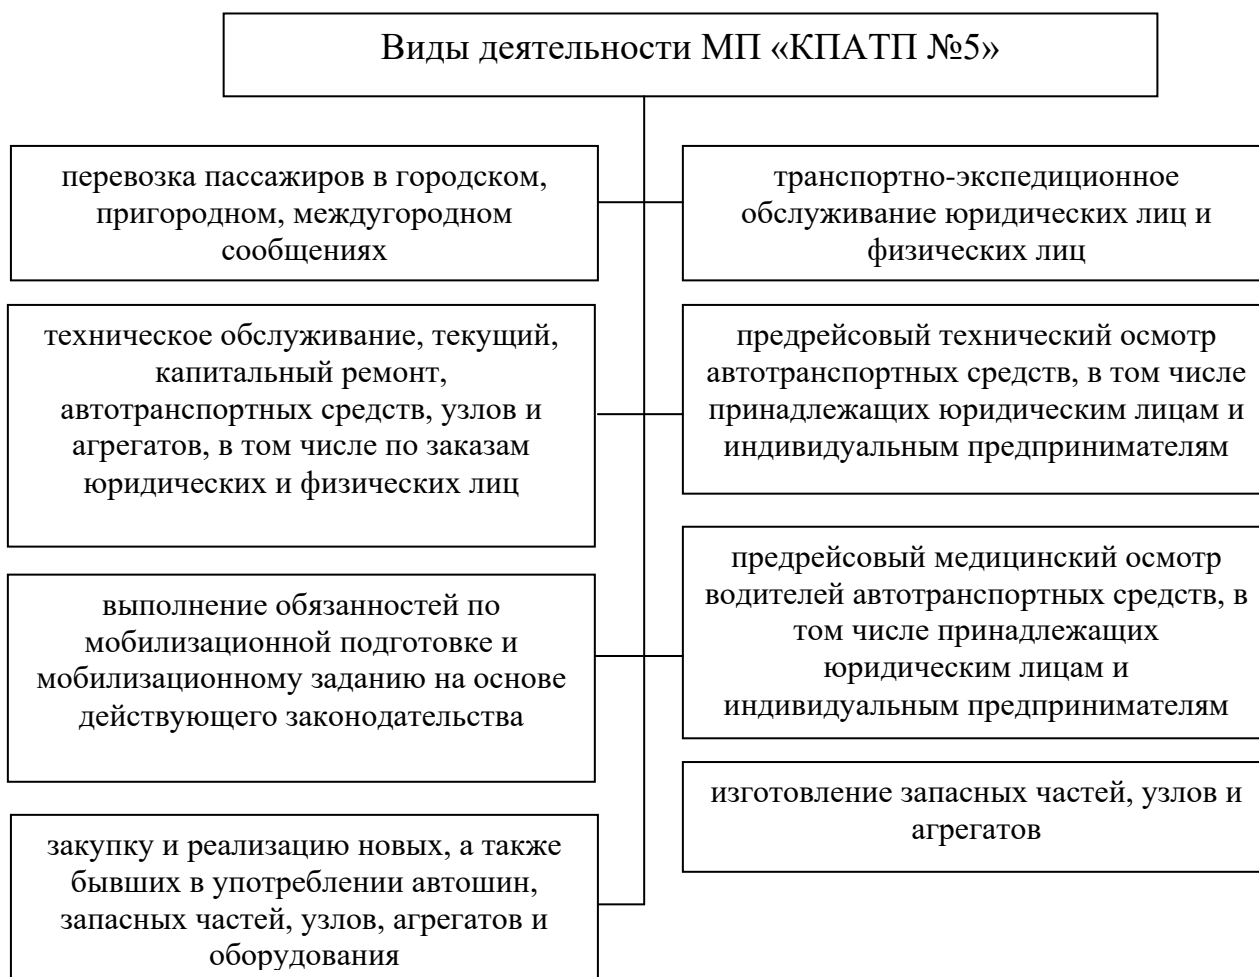 Виды деятельности МП «КПАТП №5»
перевозка пассажиров в городском,
пригородном, междугородном
сообщениях
транспортно-экспедиционное
обслуживание юридических лиц и
физических лиц
техническое обслуживание, текущий,
капитальный ремонт,
автотранспортных средств, узлов и
агрегатов, в том числе по заказам
юридических и физических лиц
предрейсовый технический осмотр
автотранспортных средств, в том числе
принадлежащих юридическим лицам и
индивидуальным предпринимателям
выполнение обязанностей по
мобилизационной подготовке и
мобилизационному заданию на основе
действующего законодательства
предрейсовый медицинский осмотр
водителей автотранспортных средств, в
том числе принадлежащих
юридическим лицам и
индивидуальным предпринимателям
закупку и реализацию новых, а также
бывших в употреблении автошин,
запасных частей, узлов, агрегатов и
оборудования
изготовление запасных частей, узлов и
агрегатов